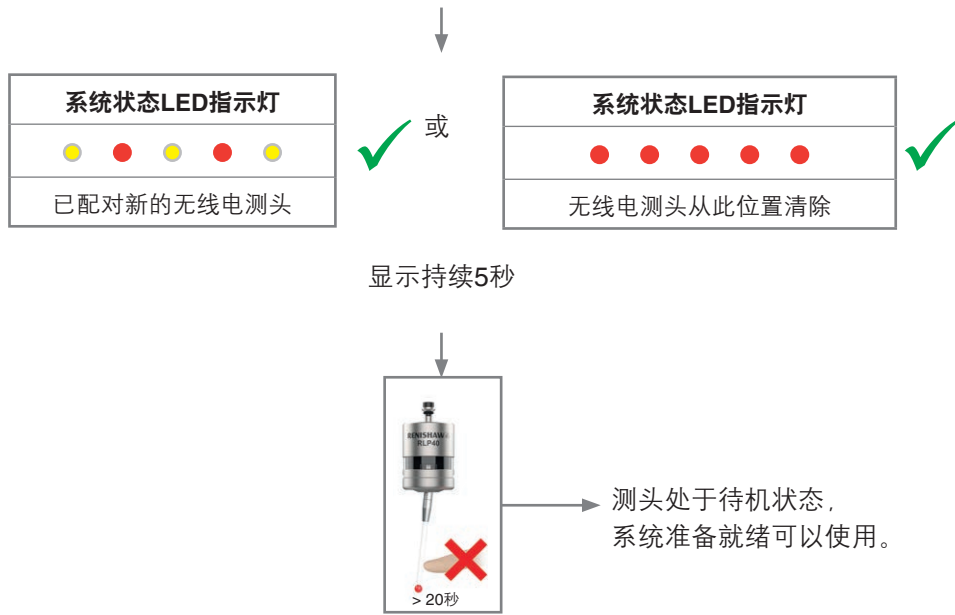 系统状态LED指示灯
已配对新的无线电测头
或
系统状态LED指示灯
无线电测头从此位置清除
显示持续5秒
RENISHAW
RLP40
> 20秒
测头处于待机状态，
系统准备就绪可以使用。